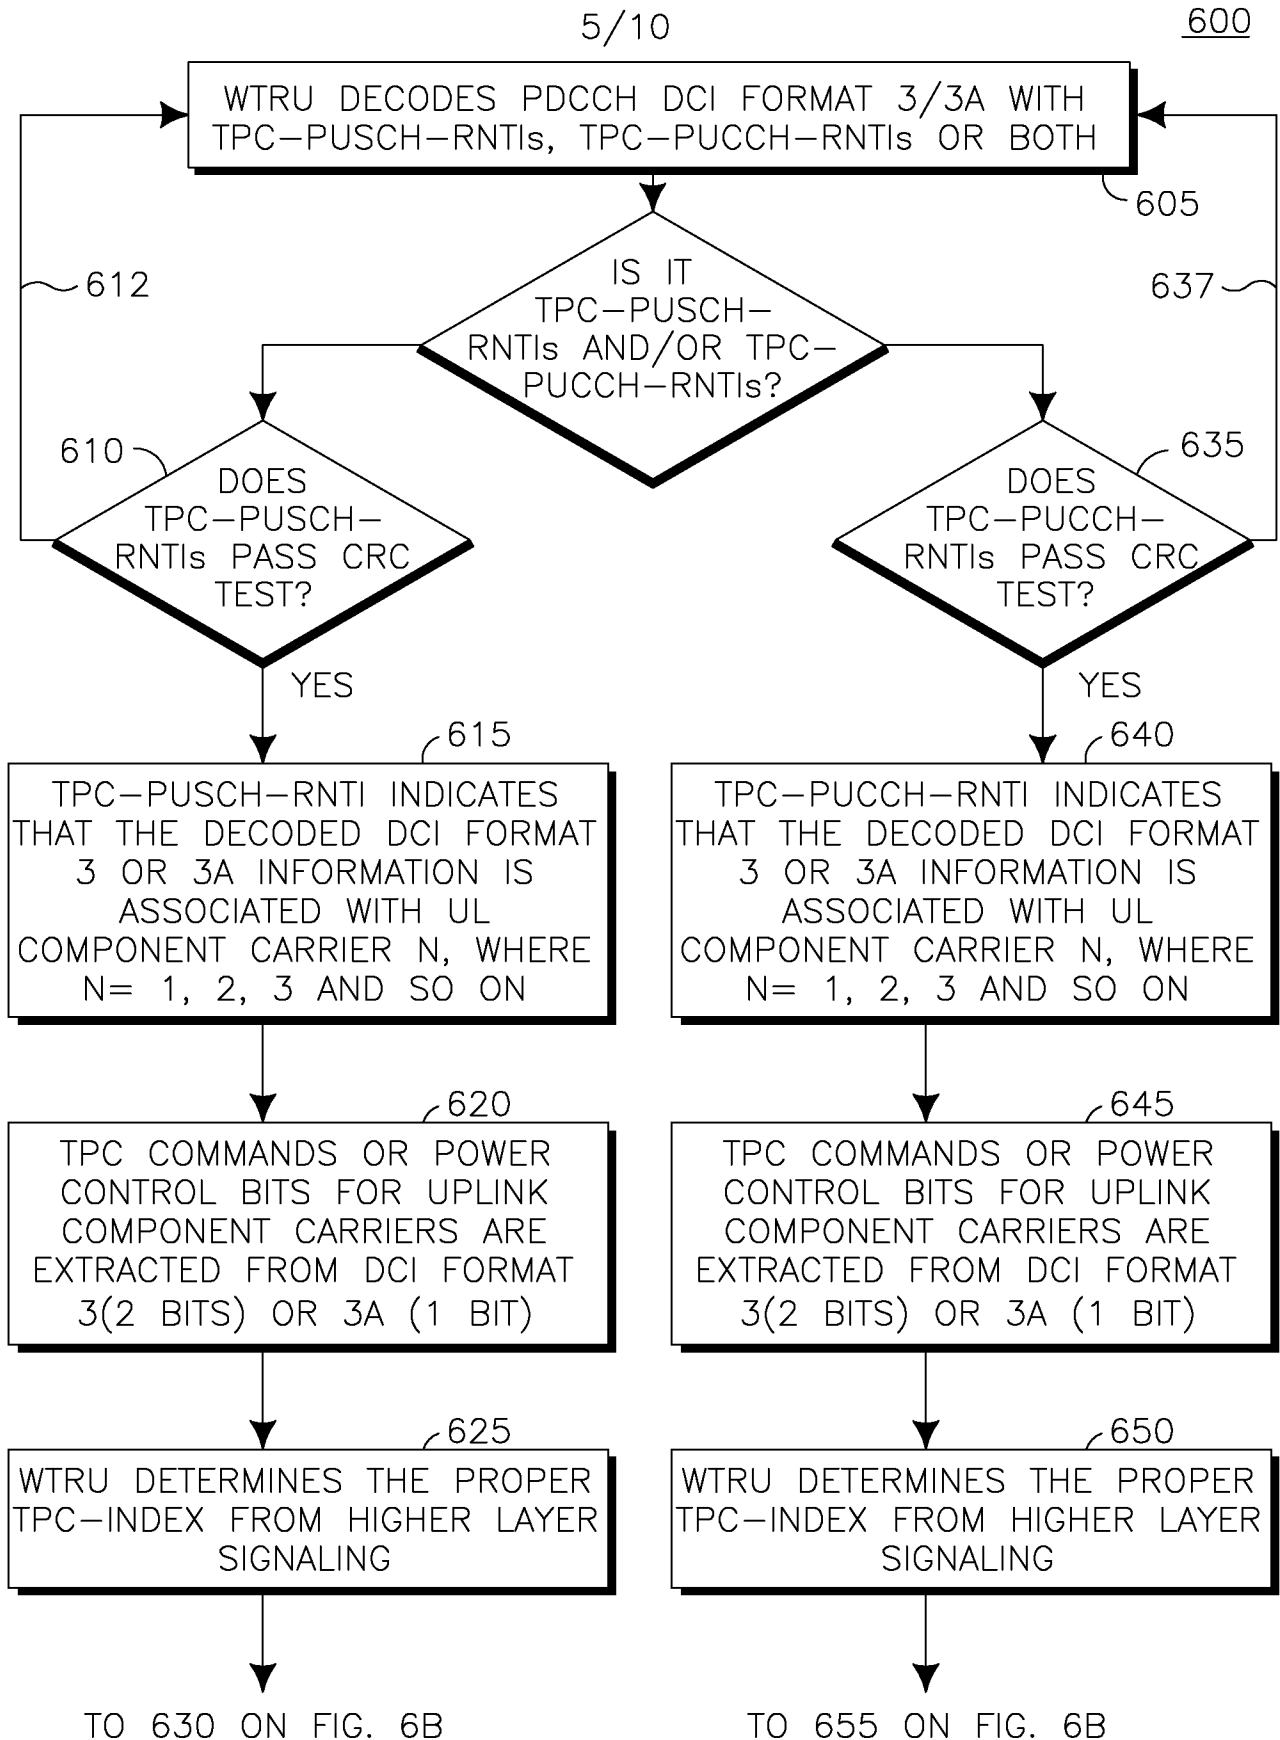 5/10
600
WTRU DECODES PDCCH DCI FORMAT 3/3A WITH
TPC-PUSCH-RNTIs, TPC-PUCCH-RNTIs OR BOTH
605
612
IS IT
TPC-PUSCH-
RNTIs AND/OR TPC-
PUCCH-RNTIs?
637
610
DOES
TPC-PUSCH-
RNTIs PASS CRC
TEST?
YES
635
DOES
TPC-PUCCH-
RNTIs PASS CRC
TEST?
YES
615
TPC-PUSCH-RNTI INDICATES
THAT THE DECODED DCI FORMAT
3 OR 3A INFORMATION IS
ASSOCIATED WITH UL
COMPONENT CARRIER N, WHERE
N= 1, 2, 3 AND SO ON
640
TPC-PUCCH-RNTI INDICATES
THAT THE DECODED DCI FORMAT
3 OR 3A INFORMATION IS
ASSOCIATED WITH UL
COMPONENT CARRIER N, WHERE
N= 1, 2, 3 AND SO ON
620
TPC COMMANDS OR POWER
CONTROL BITS FOR UPLINK
COMPONENT CARRIERS ARE
EXTRACTED FROM DCI FORMAT
3(2 BITS) OR 3A (1 BIT)
645
TPC COMMANDS OR POWER
CONTROL BITS FOR UPLINK
COMPONENT CARRIERS ARE
EXTRACTED FROM DCI FORMAT
3(2 BITS) OR 3A (1 BIT)
625
WTRU DETERMINES THE PROPER
TPC-INDEX FROM HIGHER LAYER
SIGNALING
650
WTRU DETERMINES THE PROPER
TPC-INDEX FROM HIGHER LAYER
SIGNALING
TO 630 ON FIG. 6B
TO 655 ON FIG. 6B